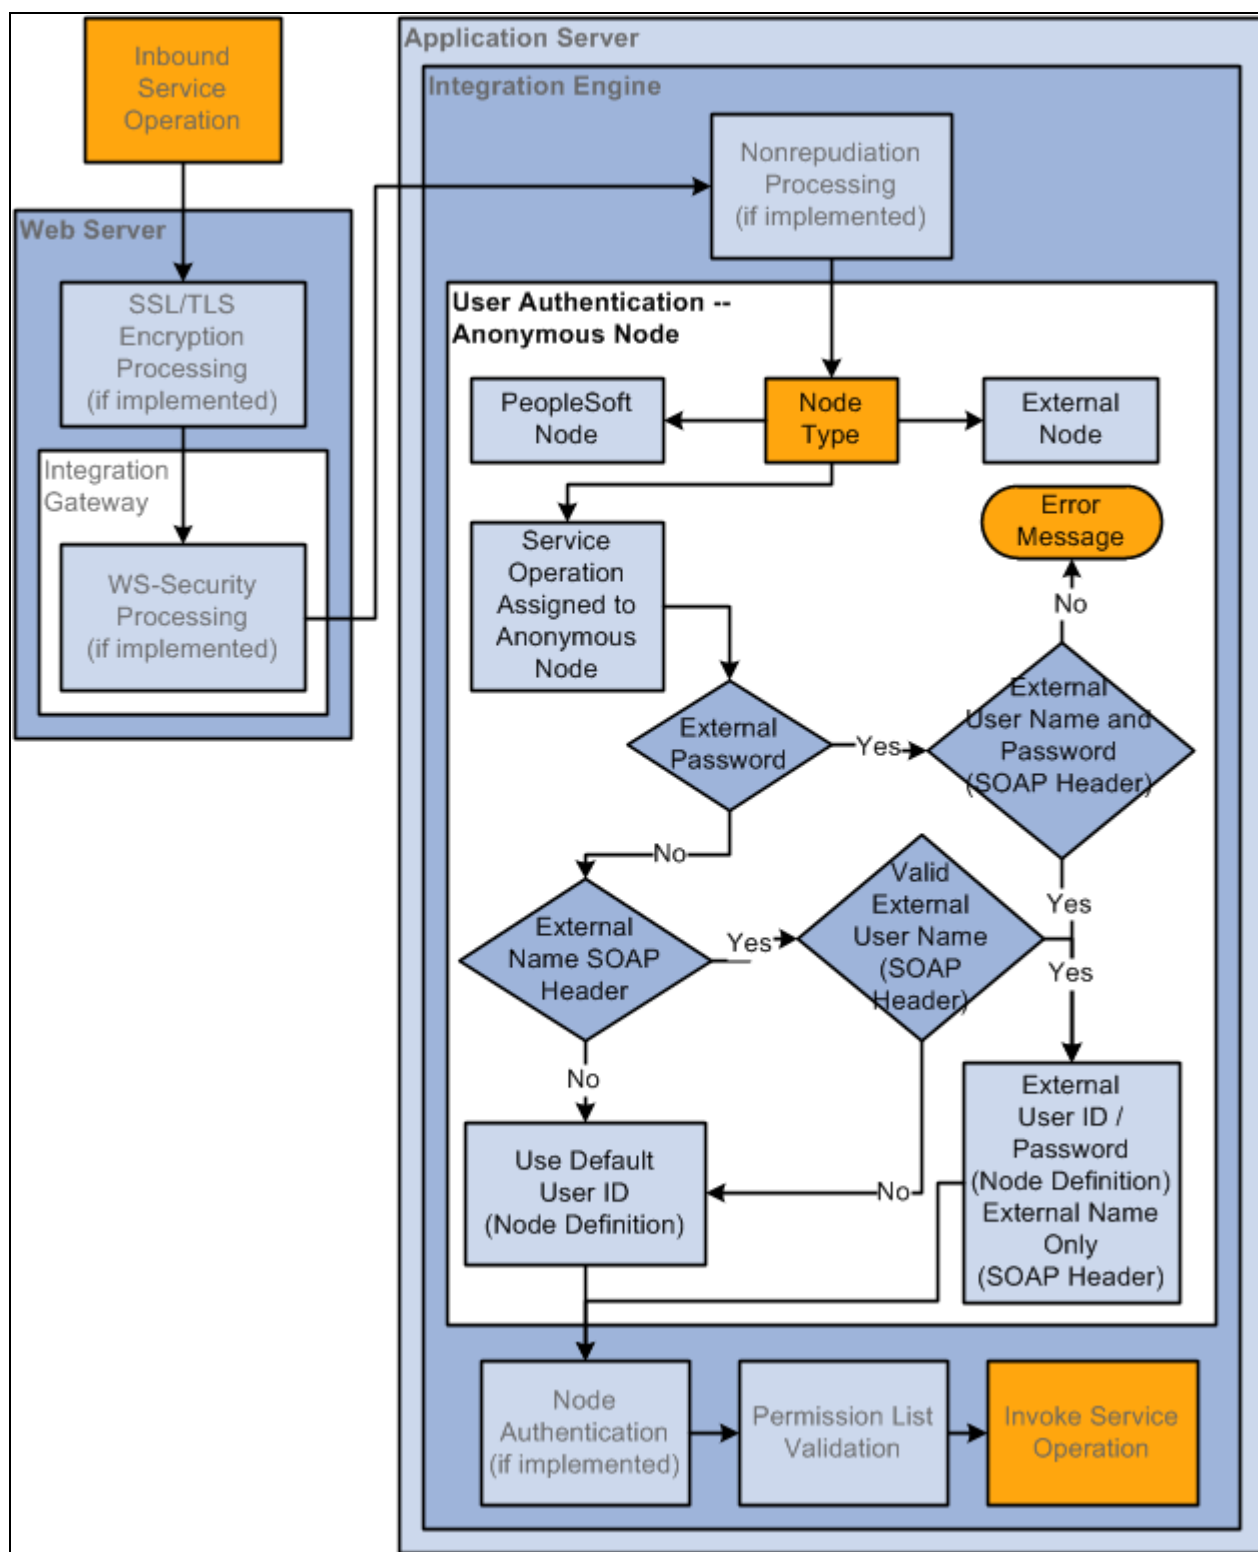 Inbound
Service
Operation
Web Server
SSL/TLS
Encryption
Processing
(if implemented)
Integration
Gateway
WS-Security
Processing
(if implemented)
Application Server
Integration Engine
Nonrepudiation
Processing
(if implemented)
User Authentication --
Anonymous Node
PeopleSoft
Node
Node
Type
External
Node
Service
Operation
Assigned to
Anonymous
Node
Error
Message
No
External
Password
Yes
External
User Name and
Password
(SOAP Header)
No
Yes
External
Name SOAP
Header
Yes
Valid
External
User Name
(SOAP
Header)
Yes
No
No
Use Default
User ID
(Node Definition)
External
User ID /
Password
(Node Definition)
External Name
Only
(SOAP Header)
Node
Authentication
(if implemented)
Permission List
Validation
Invoke Service
Operation